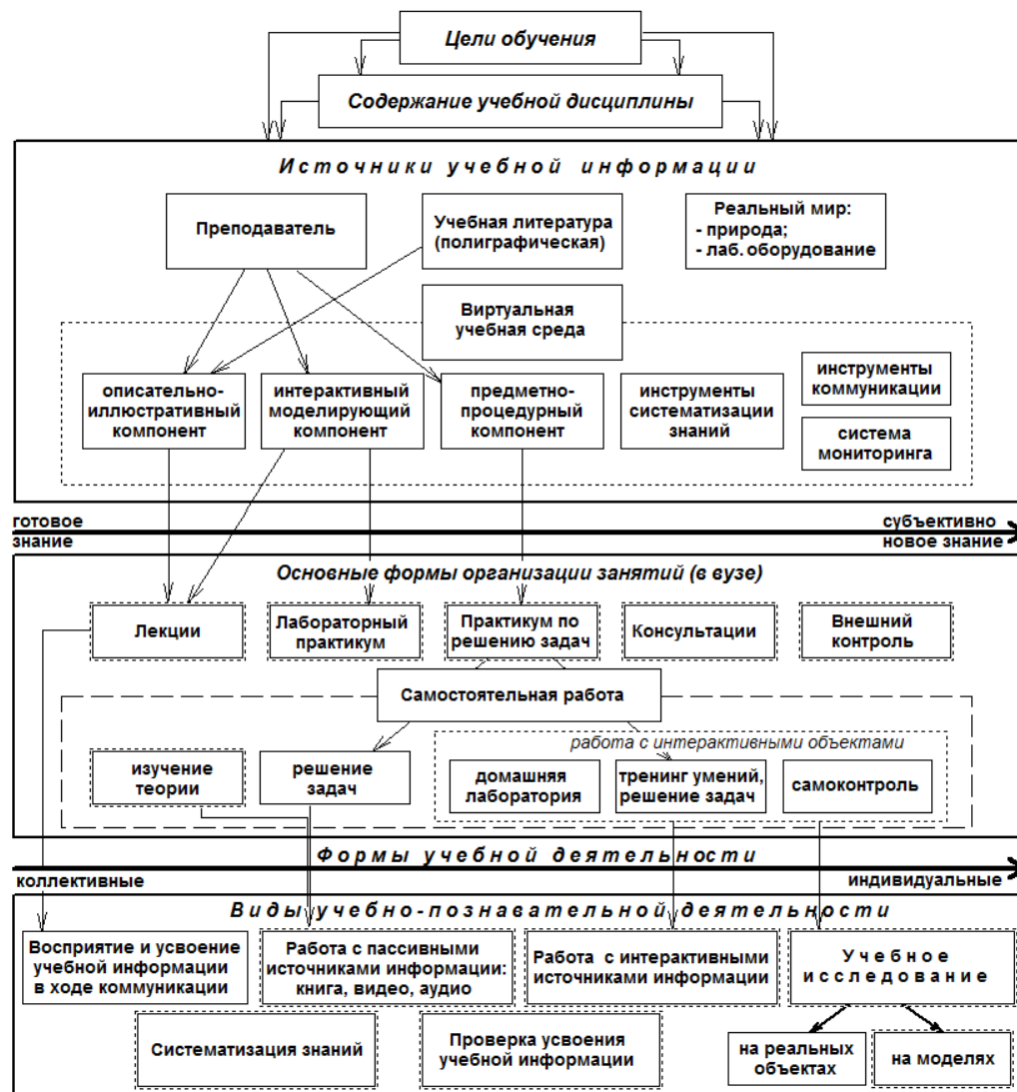 Цели обучения
Содержание учебной дисциплины
Источники учебной информации
Преподаватель
Учебная литература
(полиграфическая)
Реальный мир:
- природа;
- лаб. оборудование
Виртуальная
учебная среда
описательно-
иллюстративный
компонент
интерактивный
моделирующий
компонент
предметно-
процедурный
компонент
инструменты
систематизации
знаний
инструменты
коммуникации
система
мониторинга
готовое
знание
субъективно
новое знание
Основные формы организации занятий (в вузе)
Лекции
Лабораторный
практикум
Практикум по
решению задач
Консультации
Внешний
контроль
Самостоятельная работа
работа с интерактивными объектами
изучение
теории
решение
задач
домашняя
лаборатория
тренинг умений,
решение задач
самоконтроль
Формы учебной деятельности
коллективные
индивидуальные
Виды учебно-познавательной деятельности
Восприятие и усвоение
учебной информации
в ходе коммуникации
Работа с пассивными
источниками информации:
книга, видео, аудио
Работа с интерактивными
источниками информации
Учебное
исследование
Систематизация знаний
Проверка усвоения
учебной информации
на реальных
объектах
на моделях